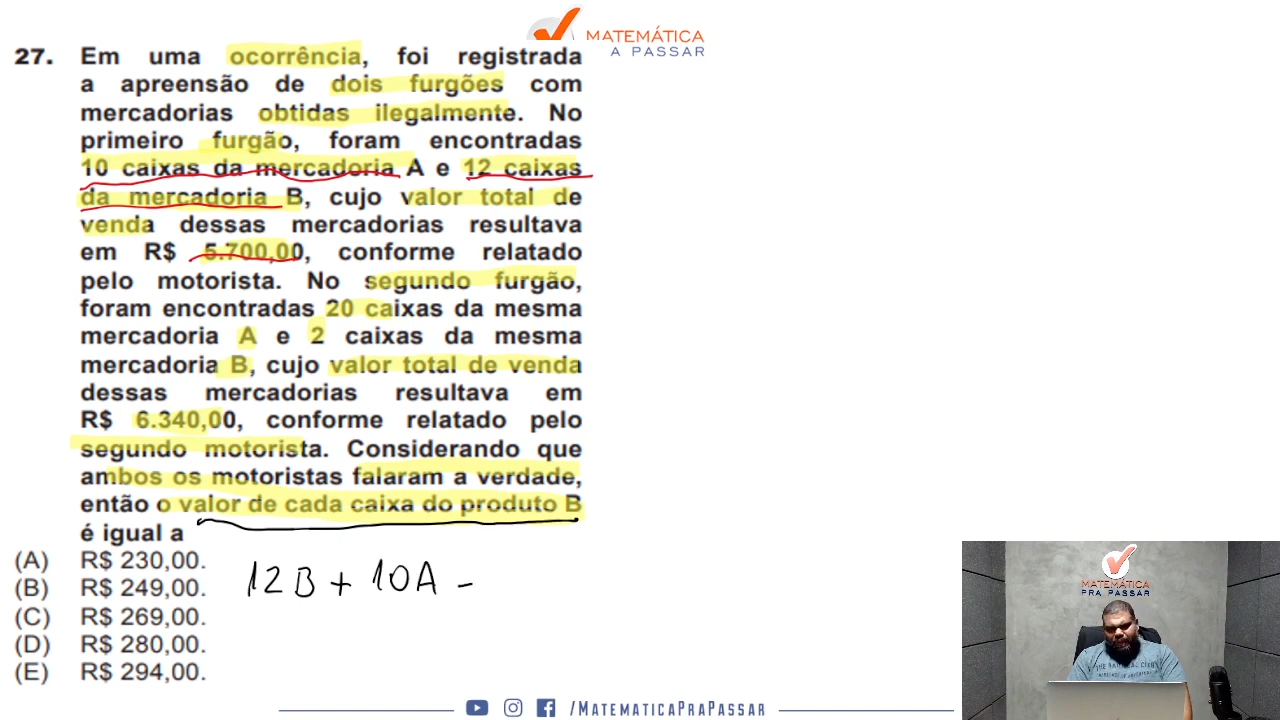 MATEMÁTICA
A PASSAR
27. Em uma ocorrência, foi registrada
a apreensão de dois furgões com
mercadorias obtidas ilegalmente. No
primeiro furgão, foram encontradas
10 caixas da mercadoria A e 12 caixas
da mercadoria B, cujo valor total de
venda dessas mercadorias resultava
em R$ 5.700,00, conforme relatado
pelo motorista. No segundo furgão,
foram encontradas 20 caixas da mesma
mercadoria A e 2 caixas da mesma
mercadoria B, cujo valor total de venda
dessas mercadorias resultava em
R$ 6.340,00, conforme relatado pelo
segundo motorista. Considerando que
ambos os motoristas falaram a verdade,
então o valor de cada caixa do produto B
é igual a
(A) R$ 230,00.
(B) R$ 249,00.
(C) R$ 269,00.
(D) R$ 280,00.
(E) R$ 294,00.
12B + 10A -
MATEMÁTICA
PRA PASSAR
/MATEMATICAPRAPASSAR